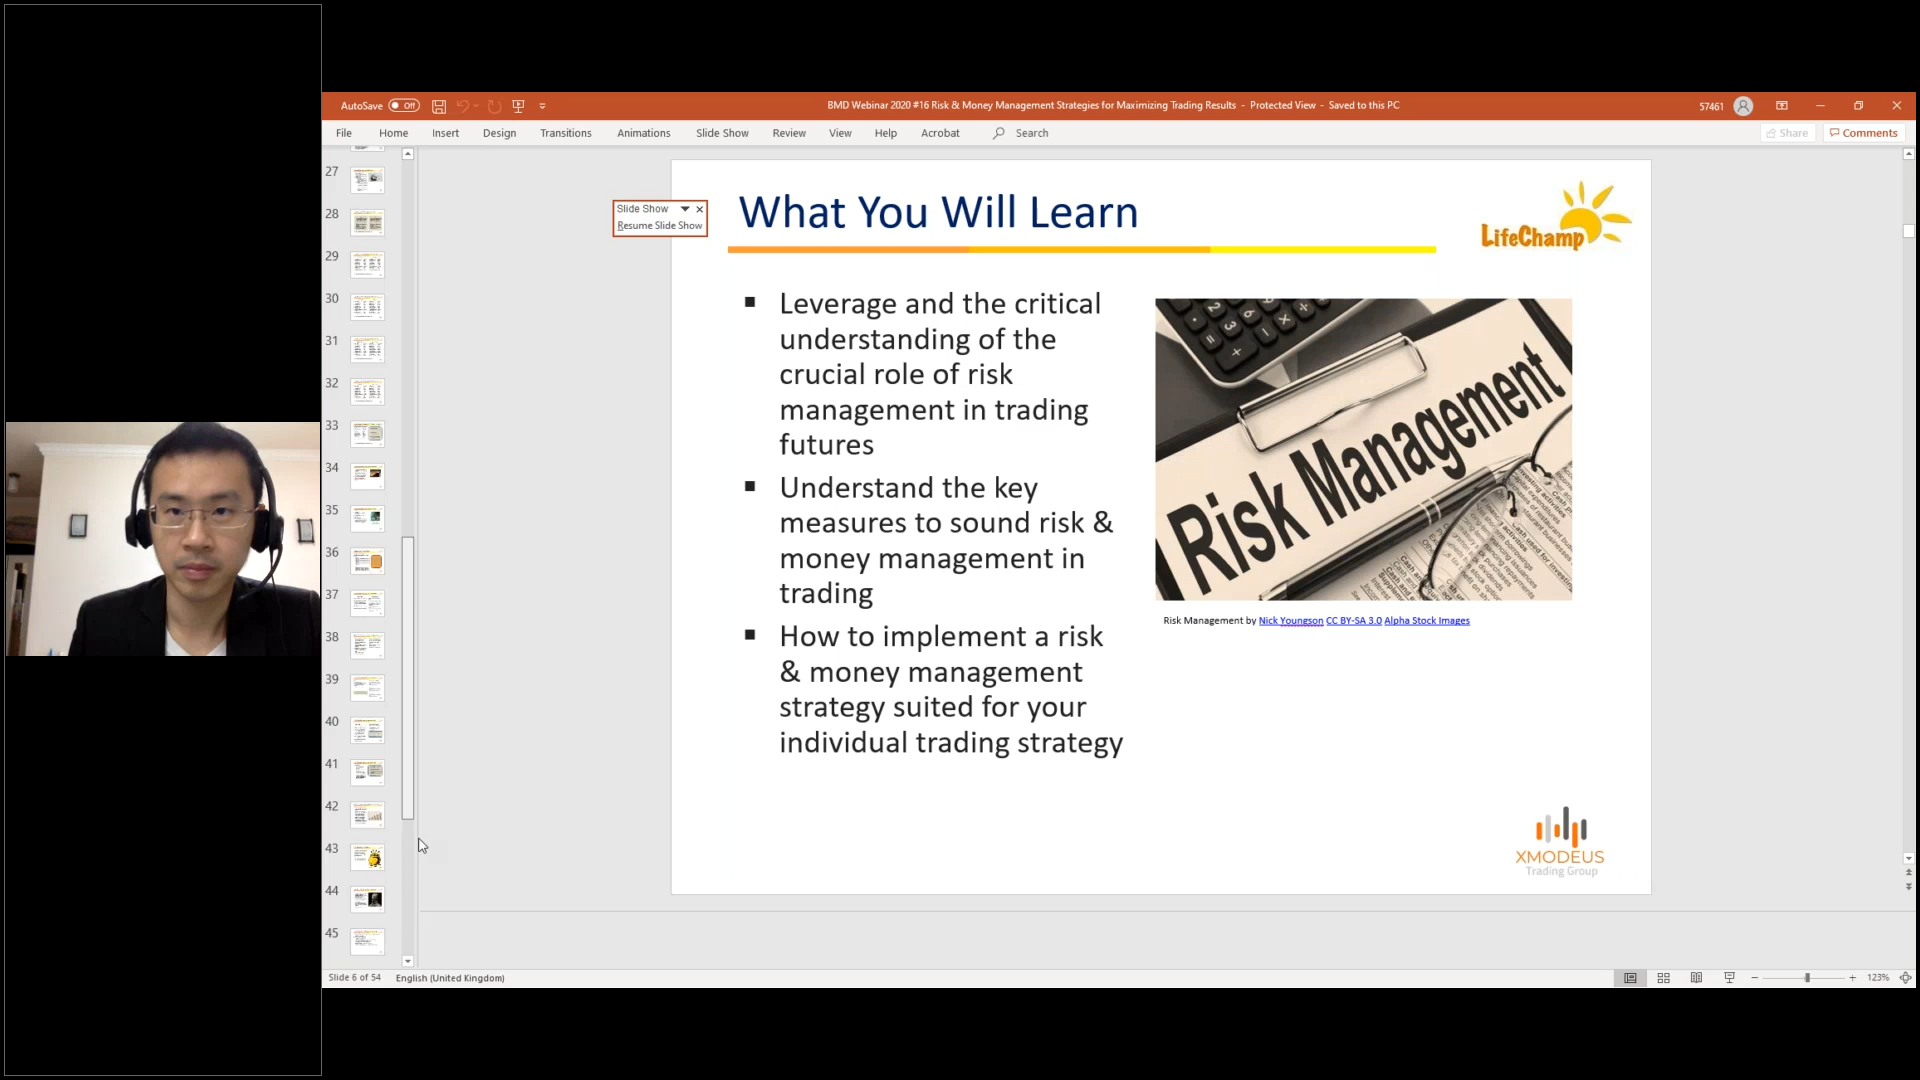 AutoSave Off
BMD Webinar 2020 #16 Risk & Money Management Strategies for Maximizing Trading Results - Protected View - Saved to this PC
57461
File Home Insert Design Transitions Animations Slide Show Review View Help Acrobat Search
Share Comments
27
28
29
30
31
32
33
34
35
36
37
38
39
40
41
42
43
44
45
Slide Show
Resume Slide Show
What You Will Learn
LifeChamp
▪ Leverage and the critical
understanding of the
crucial role of risk
management in trading
futures
▪ Understand the key
measures to sound risk &
money management in
trading
▪ How to implement a risk
& money management
strategy suited for your
individual trading strategy
Risk Management
Risk Management by Nick Youngson CC BY-SA 3.0 Alpha Stock Images
XMODEUS
Trading Group
Slide 6 of 54 English (United Kingdom)
123%